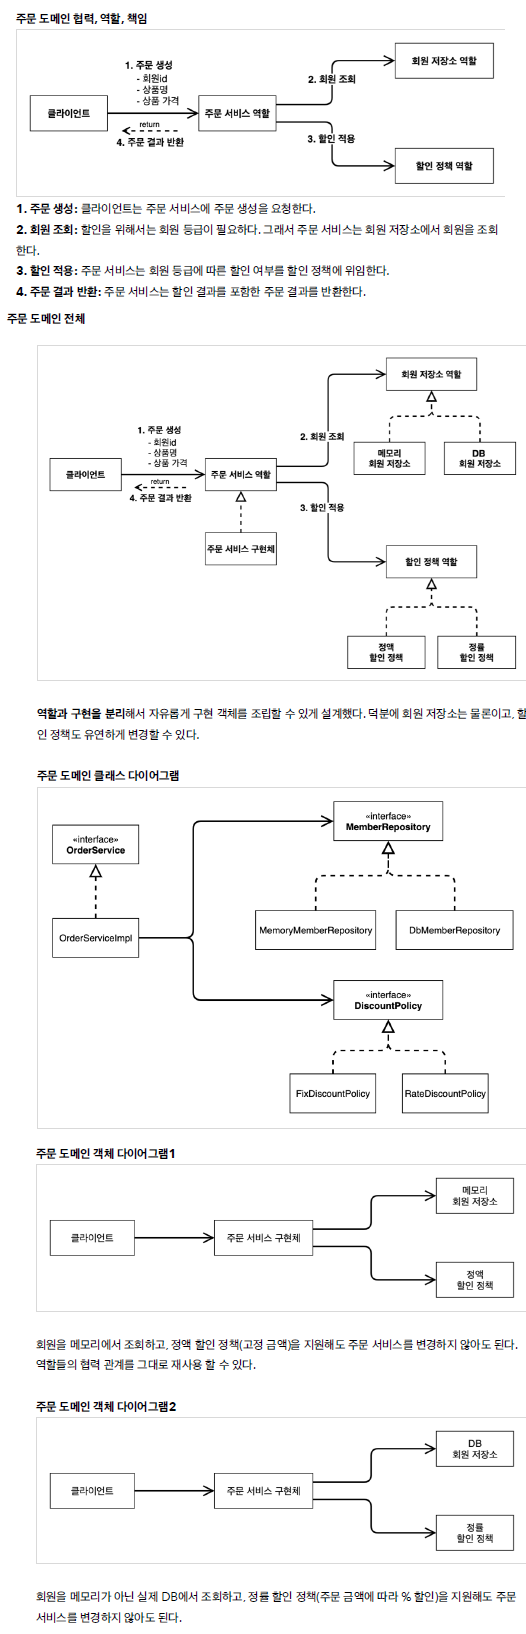 주문 도메인 협력, 역할, 책임
1. 주문 생성
- 회원id
- 상품명
- 상품 가격
클라이언트
return
4. 주문 결과 반환
주문 서비스 역할
2. 회원 조회
회원 저장소 역할
3. 할인 적용
할인 정책 역할
1. 주문 생성: 클라이언트는 주문 서비스에 주문 생성을 요청한다.
2. 회원 조회: 할인을 위해서는 회원 등급이 필요하다. 그래서 주문 서비스는 회원 저장소에서 회원을 조회
한다.
3. 할인 적용: 주문 서비스는 회원 등급에 따른 할인 여부를 할인 정책에 위임한다.
4. 주문 결과 반환: 주문 서비스는 할인 결과를 포함한 주문 결과를 반환한다.
주문 도메인 전체
1. 주문 생성
- 회원id
- 상품명
- 상품 가격
클라이언트
return
4. 주문 결과 반환
주문 서비스 역할
주문 서비스 구현체
2. 회원 조회
회원 저장소 역할
메모리
회원 저장소
DB
회원 저장소
3. 할인 적용
할인 정책 역할
정액
할인 정책
정률
할인 정책
역할과 구현을 분리해서 자유롭게 구현 객체를 조립할 수 있게 설계했다. 덕분에 회원 저장소는 물론이고, 할
인 정책도 유연하게 변경할 수 있다.
주문 도메인 클래스 다이어그램
«interface»
OrderService
OrderServiceImpl
«interface»
MemberRepository
MemoryMemberRepository
DbMemberRepository
«interface»
DiscountPolicy
FixDiscountPolicy
RateDiscountPolicy
주문 도메인 객체 다이어그램1
클라이언트
주문 서비스 구현체
메모리
회원 저장소
정액
할인 정책
회원을 메모리에서 조회하고, 정액 할인 정책(고정 금액)을 지원해도 주문 서비스를 변경하지 않아도 된다.
역할들의 협력 관계를 그대로 재사용 할 수 있다.
주문 도메인 객체 다이어그램2
클라이언트
주문 서비스 구현체
DB
회원 저장소
정률
할인 정책
회원을 메모리가 아닌 실제 DB에서 조회하고, 정률 할인 정책(주문 금액에 따라 % 할인)을 지원해도 주문
서비스를 변경하지 않아도 된다.